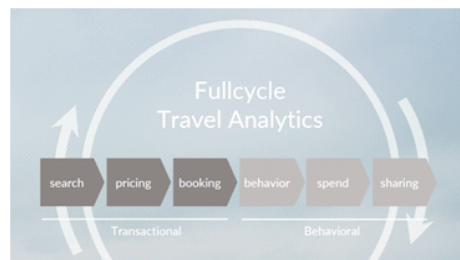 Fullcycle
Travel Analytics
search pricing booking behavior spend sharing
Transactional Behavioral